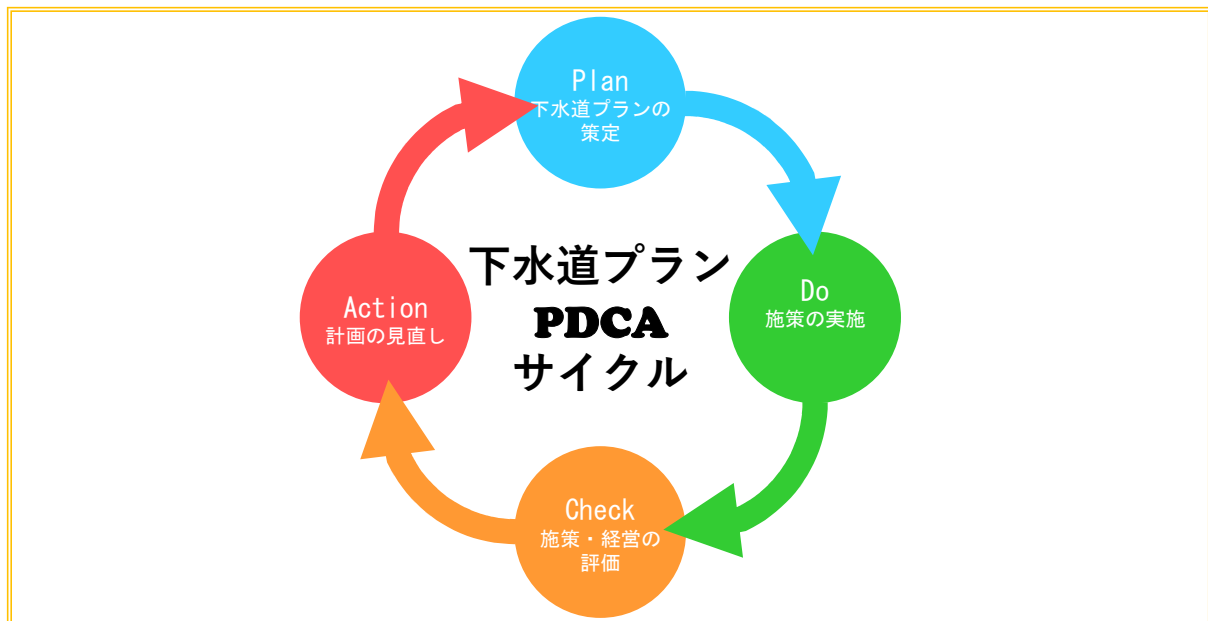 Plan
下水道プランの
策定
Do
施策の実施
Check
施策・経営の
評価
Action
計画の見直し
下水道プラン
PDCA
サイクル